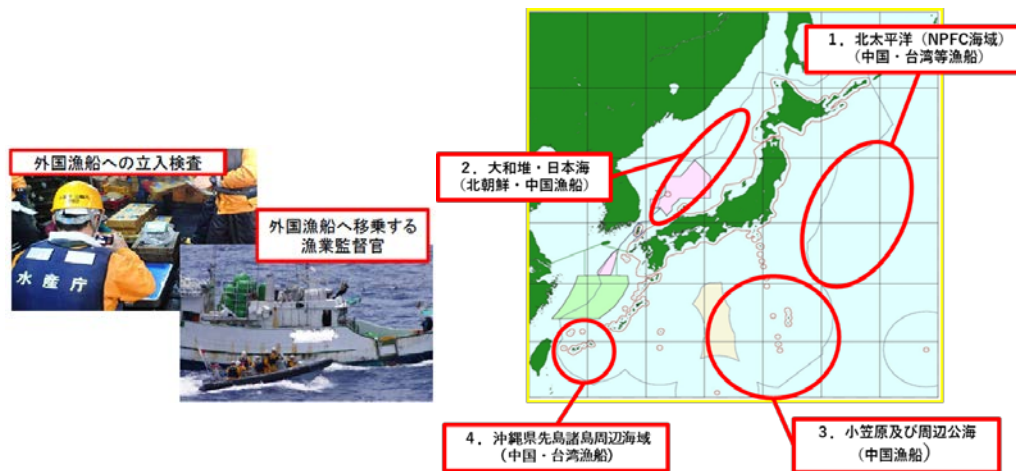 外国漁船への立入検査
外国漁船へ移乗する
漁業監督官
水産庁
1．北太平洋（NPFC海域）
（中国・台湾等漁船）
2．大和堆・日本海
（北朝鮮・中国漁船）
3．小笠原及び周辺公海
（中国漁船）
4．沖縄県先島諸島周辺海域
（中国・台湾漁船）